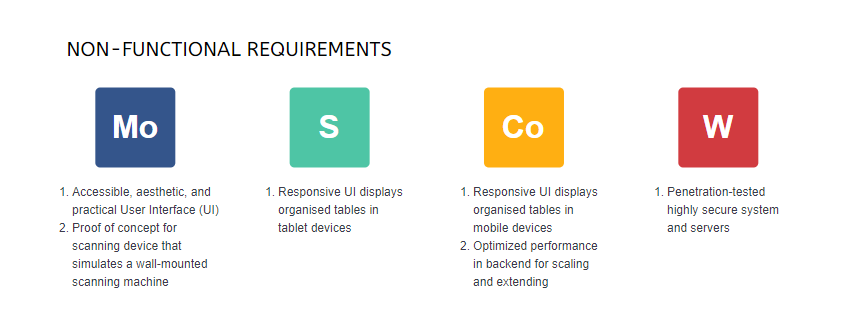 NON-FUNCTIONAL REQUIREMENTS
Mo
1. Accessible, aesthetic, and
practical User Interface (UI)
2. Proof of concept for
scanning device that
simulates a wall-mounted
scanning machine
S
1. Responsive UI displays
organised tables in
tablet devices
Co
1. Responsive UI displays
organised tables in
mobile devices
2. Optimized performance
in backend for scaling
and extending
W
1. Penetration-tested
highly secure system
and servers